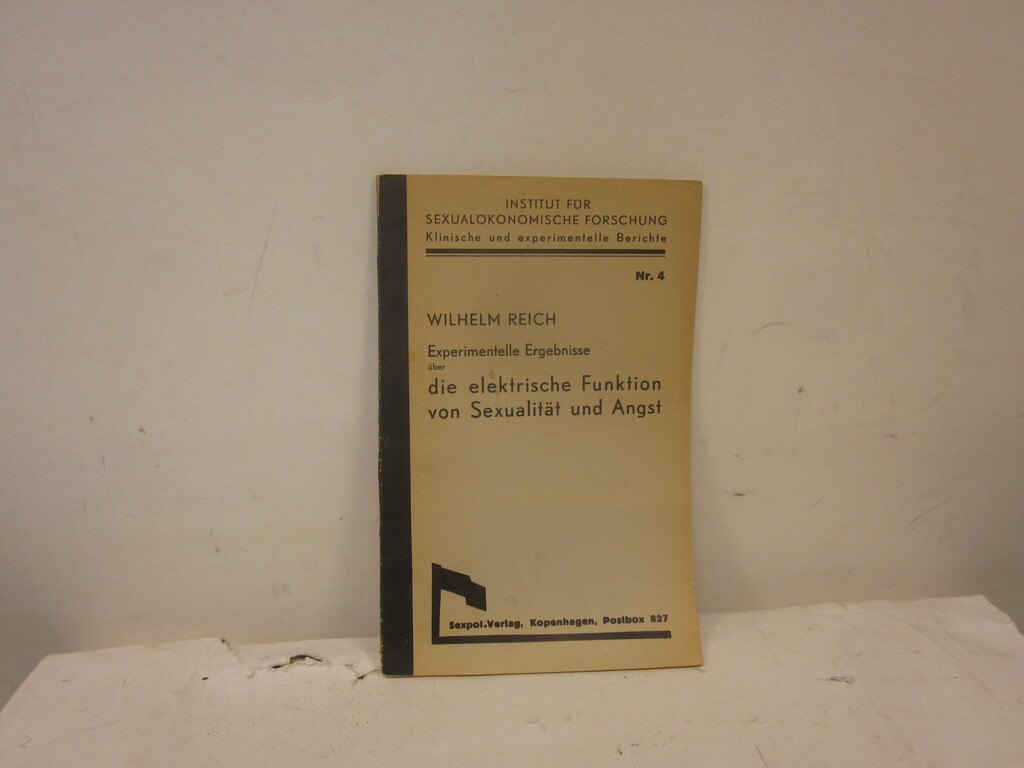 INSTITUT FÜR
SEXUALÖKONOMISCHE FORSCHUNG
Klinische und experimentelle Berichte
Nr. 4
WILHELM REICH
Experimentelle Ergebnisse
über
die elektrische Funktion
von Sexualität und Angst
Sexpol-Verlag, Kopenhagen, Postbox 827